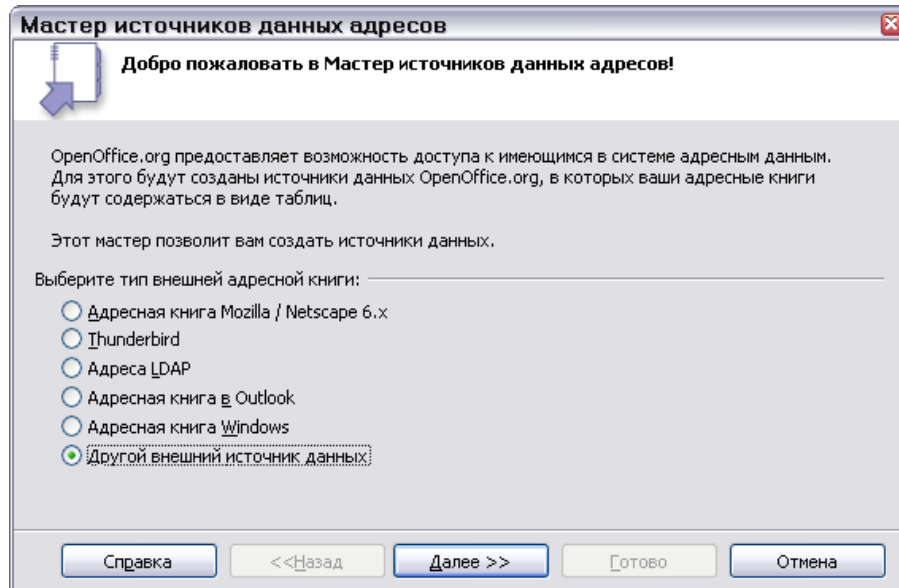 Мастер источников данных адресов
Добро пожаловать в Мастер источников данных адресов!
OpenOffice.org предоставляет возможность доступа к имеющимся в системе адресным данным.
Для этого будут созданы источники данных OpenOffice.org, в которых ваши адресные книги
будут содержаться в виде таблиц.
Этот мастер позволит вам создать источники данных.
Выберите тип внешней адресной книги:
Адресная книга Mozilla / Netscape 6.x
Thunderbird
Адреса LDAP
Адресная книга в Outlook
Адресная книга Windows
Другой внешний источник данных
Справка <<Назад Далее >> Готово Отмена